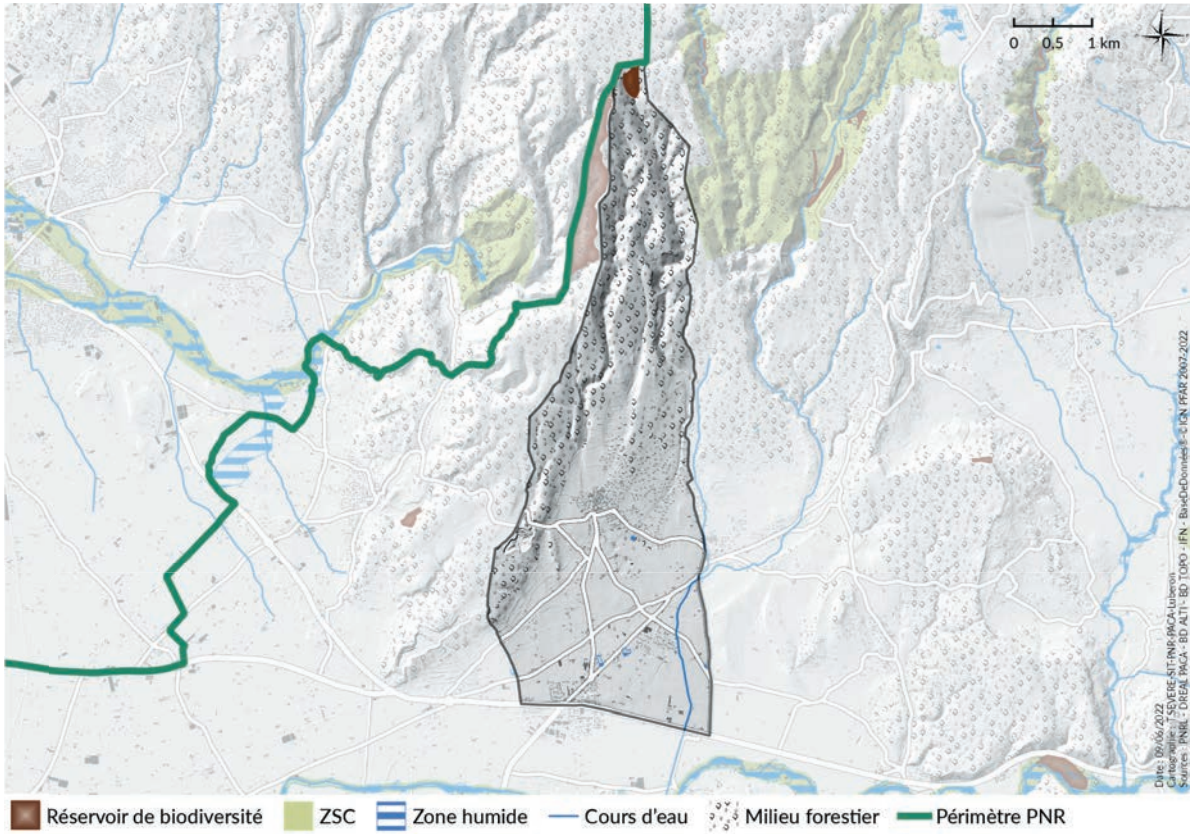 0 0,5 1 km
Date : 09/06/2022
Cartographie : T.SEVERE-SIT-PNR-PACA-Luberon
Sources : PNRL - DREAL PACA - BD ALTI - BD TOPO - IFN - BaseDeDonnées © IGN PFAR 2007-2022
Réservoir de biodiversité ZSC Zone humide Cours d'eau Milieu forestier Périmètre PNR